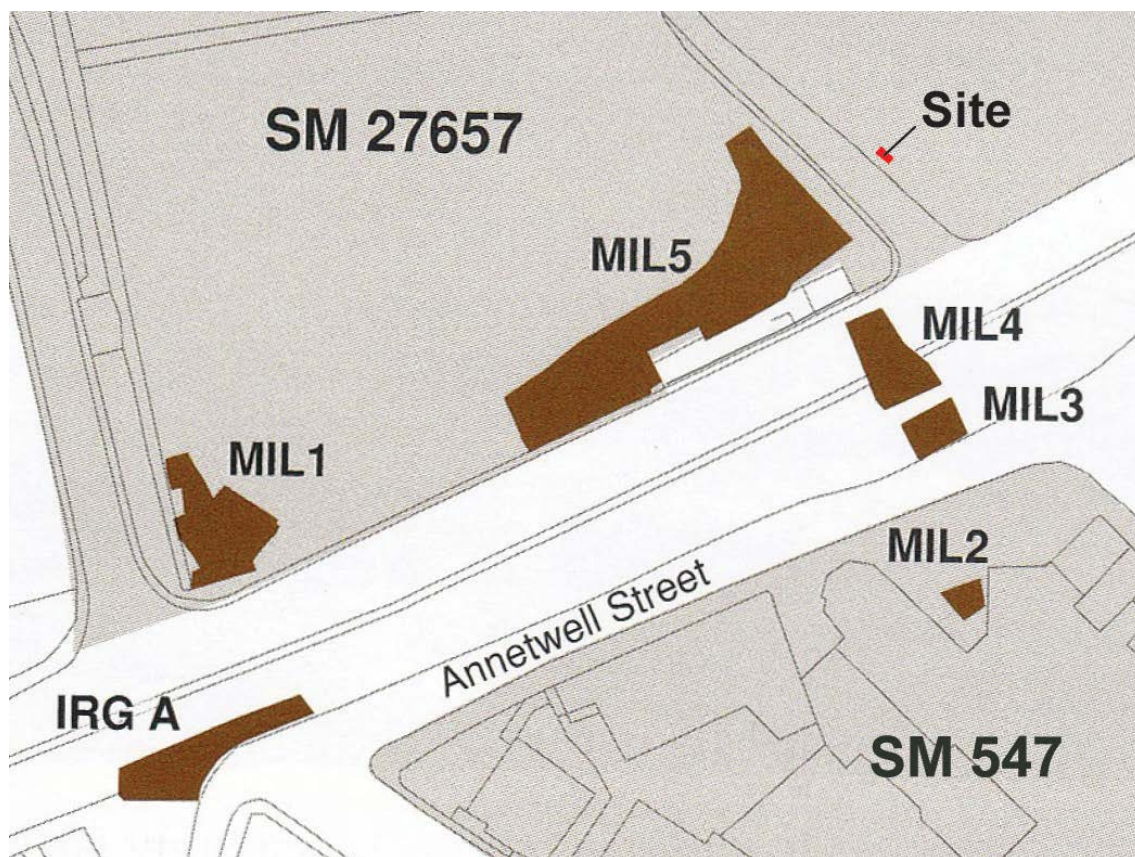 Site
SM 27657
MIL5
MIL4
MIL3
MIL1
MIL2
Annetwell Street
IRG A
SM 547